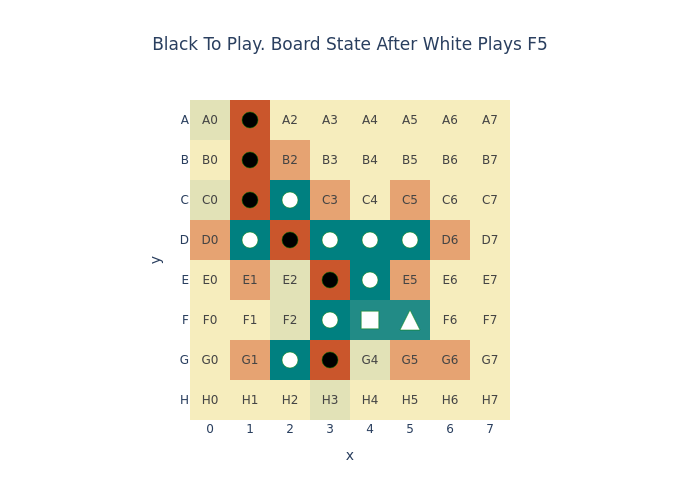 Black To Play. Board State After White Plays F5
A A0 A2 A3 A4 A5 A6 A7
B B0 B2 B3 B4 B5 B6 B7
C C0 C3 C4 C5 C6 C7
D D0 D6 D7
E E0 E1 E2 E5 E6 E7
F F0 F1 F2 F6 F7
G G0 G1 G4 G5 G6 G7
H H0 H1 H2 H3 H4 H5 H6 H7
0 1 2 3 4 5 6 7
x
y